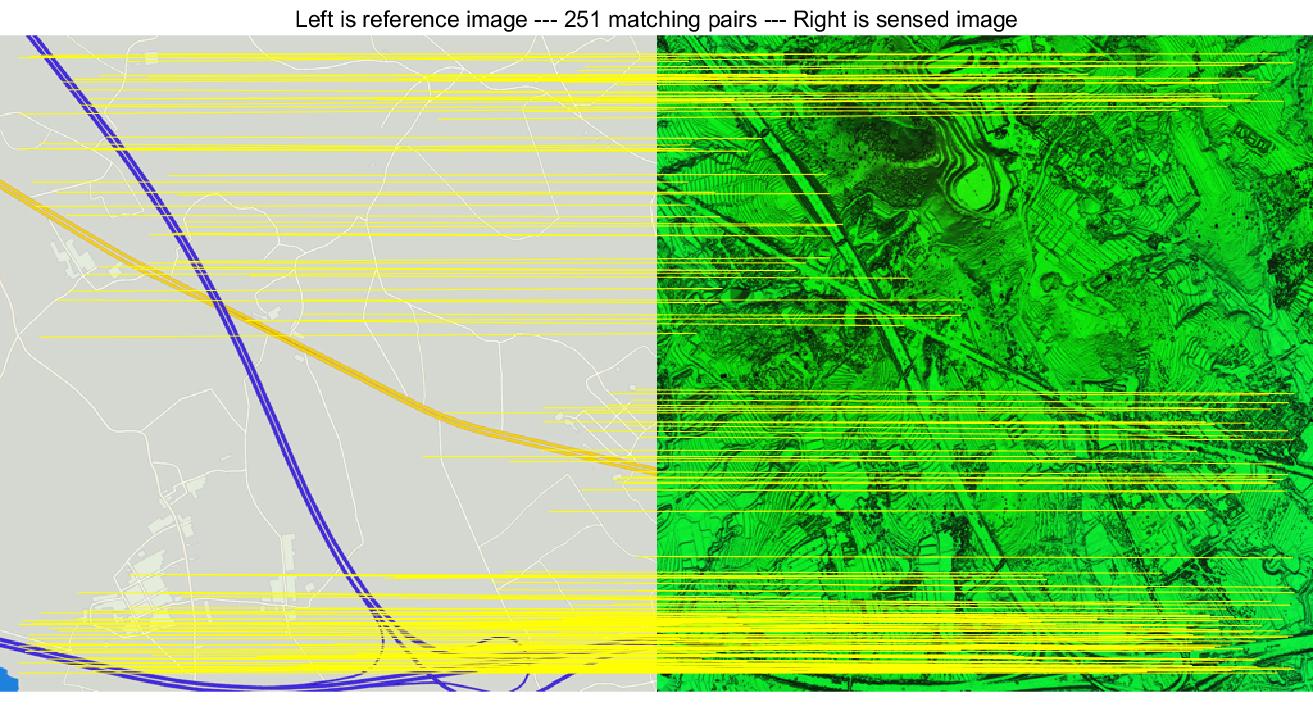 Left is reference image --- 251 matching pairs --- Right is sensed image